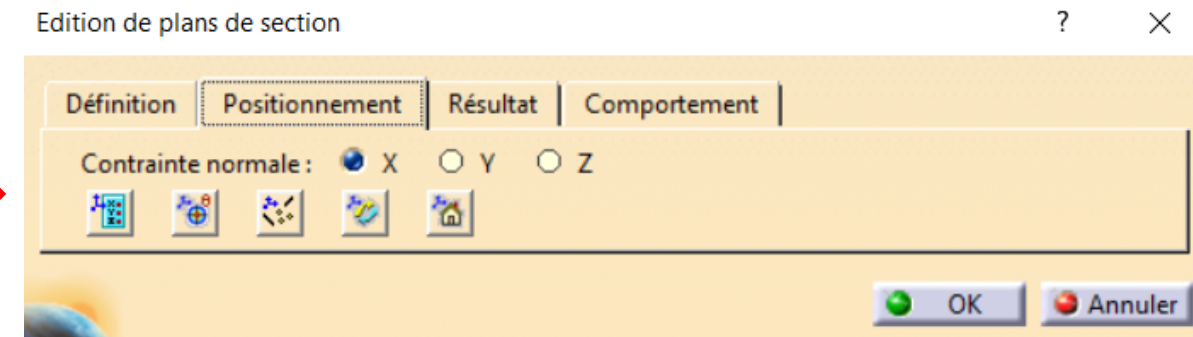 Edition de plans de section ?
Définition Positionnement Résultat Comportement
Contrainte normale : X Y Z
OK Annuler